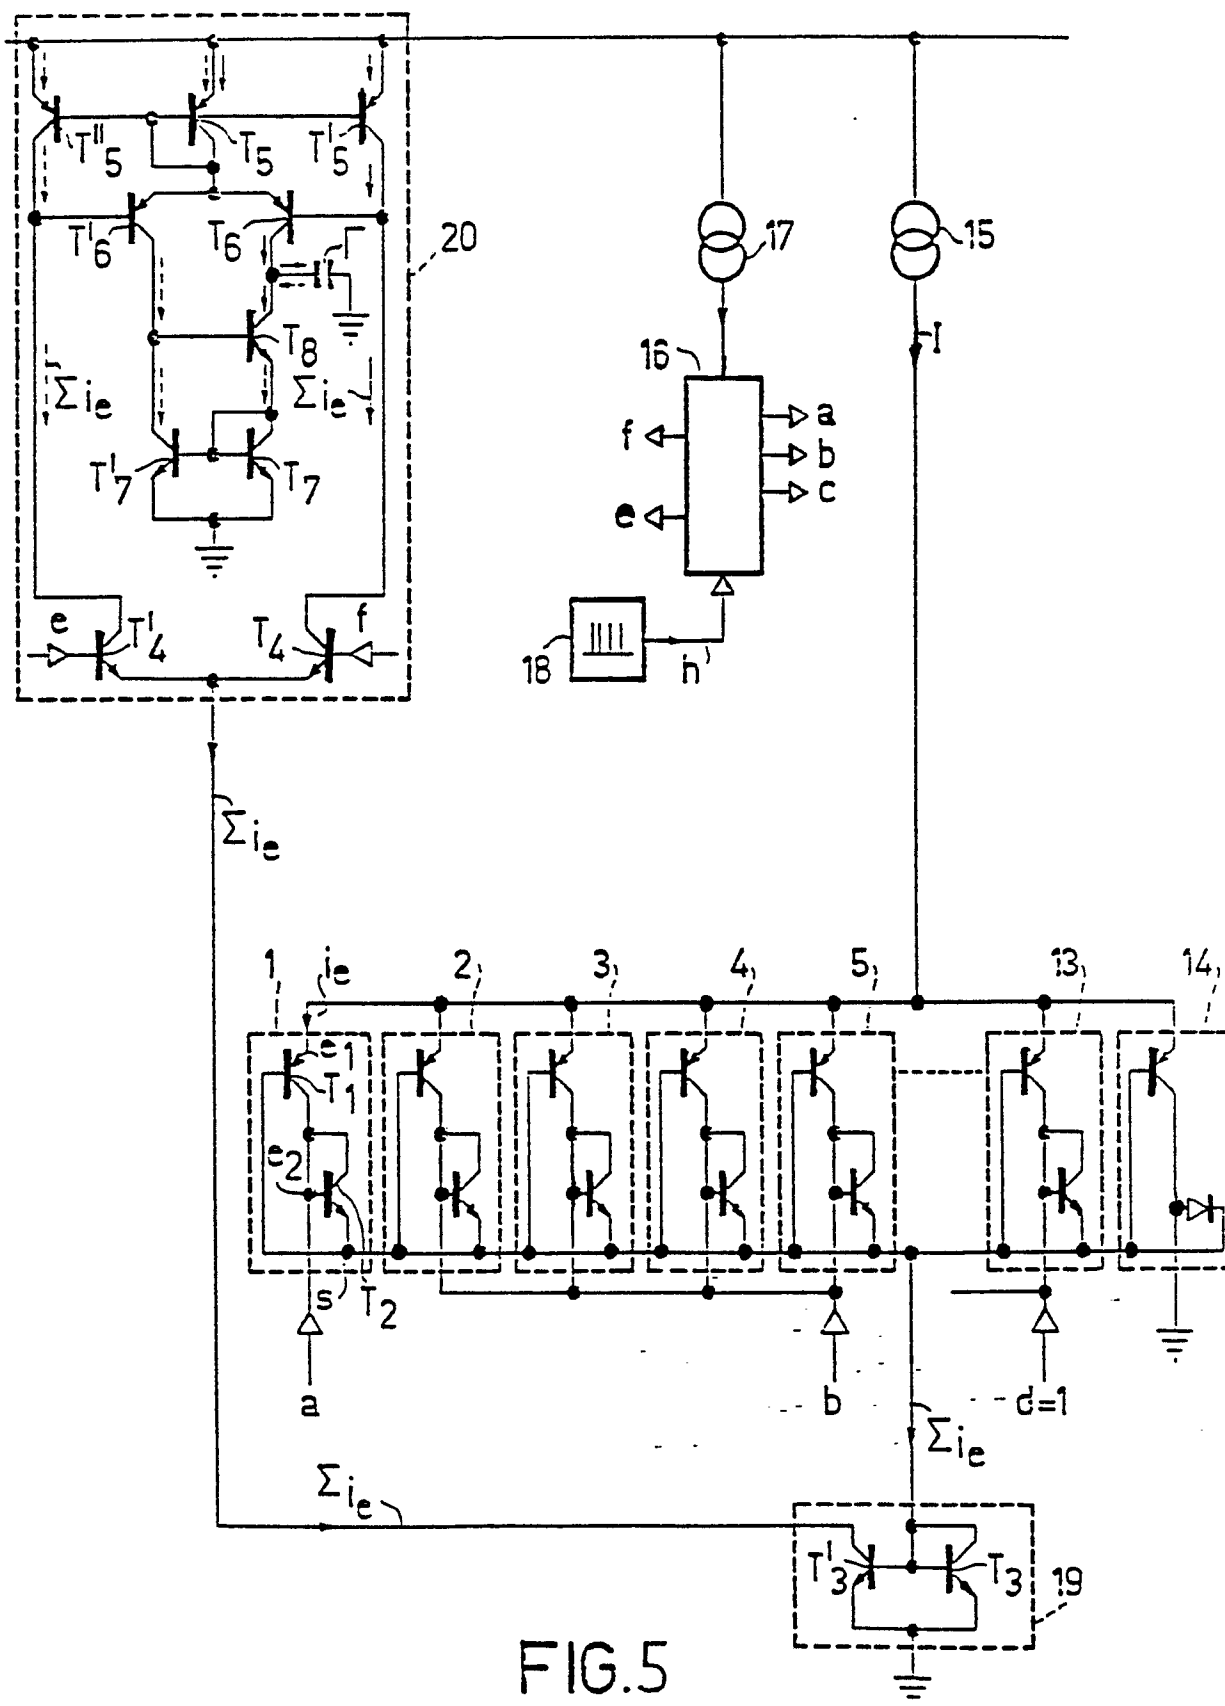 T"5 T5 T'5
T'6 T6 Γ 20
17 15
T8
Σie Σie
16 I
a
f b
T'7 T7 c
e
e T'4 T4 f
18 h
Σie
1 ie 2 3 4 5 13 14
e1
T1
e2
s T2
a b d=1
Σie
Σie
T'3 T3 19
FIG.5